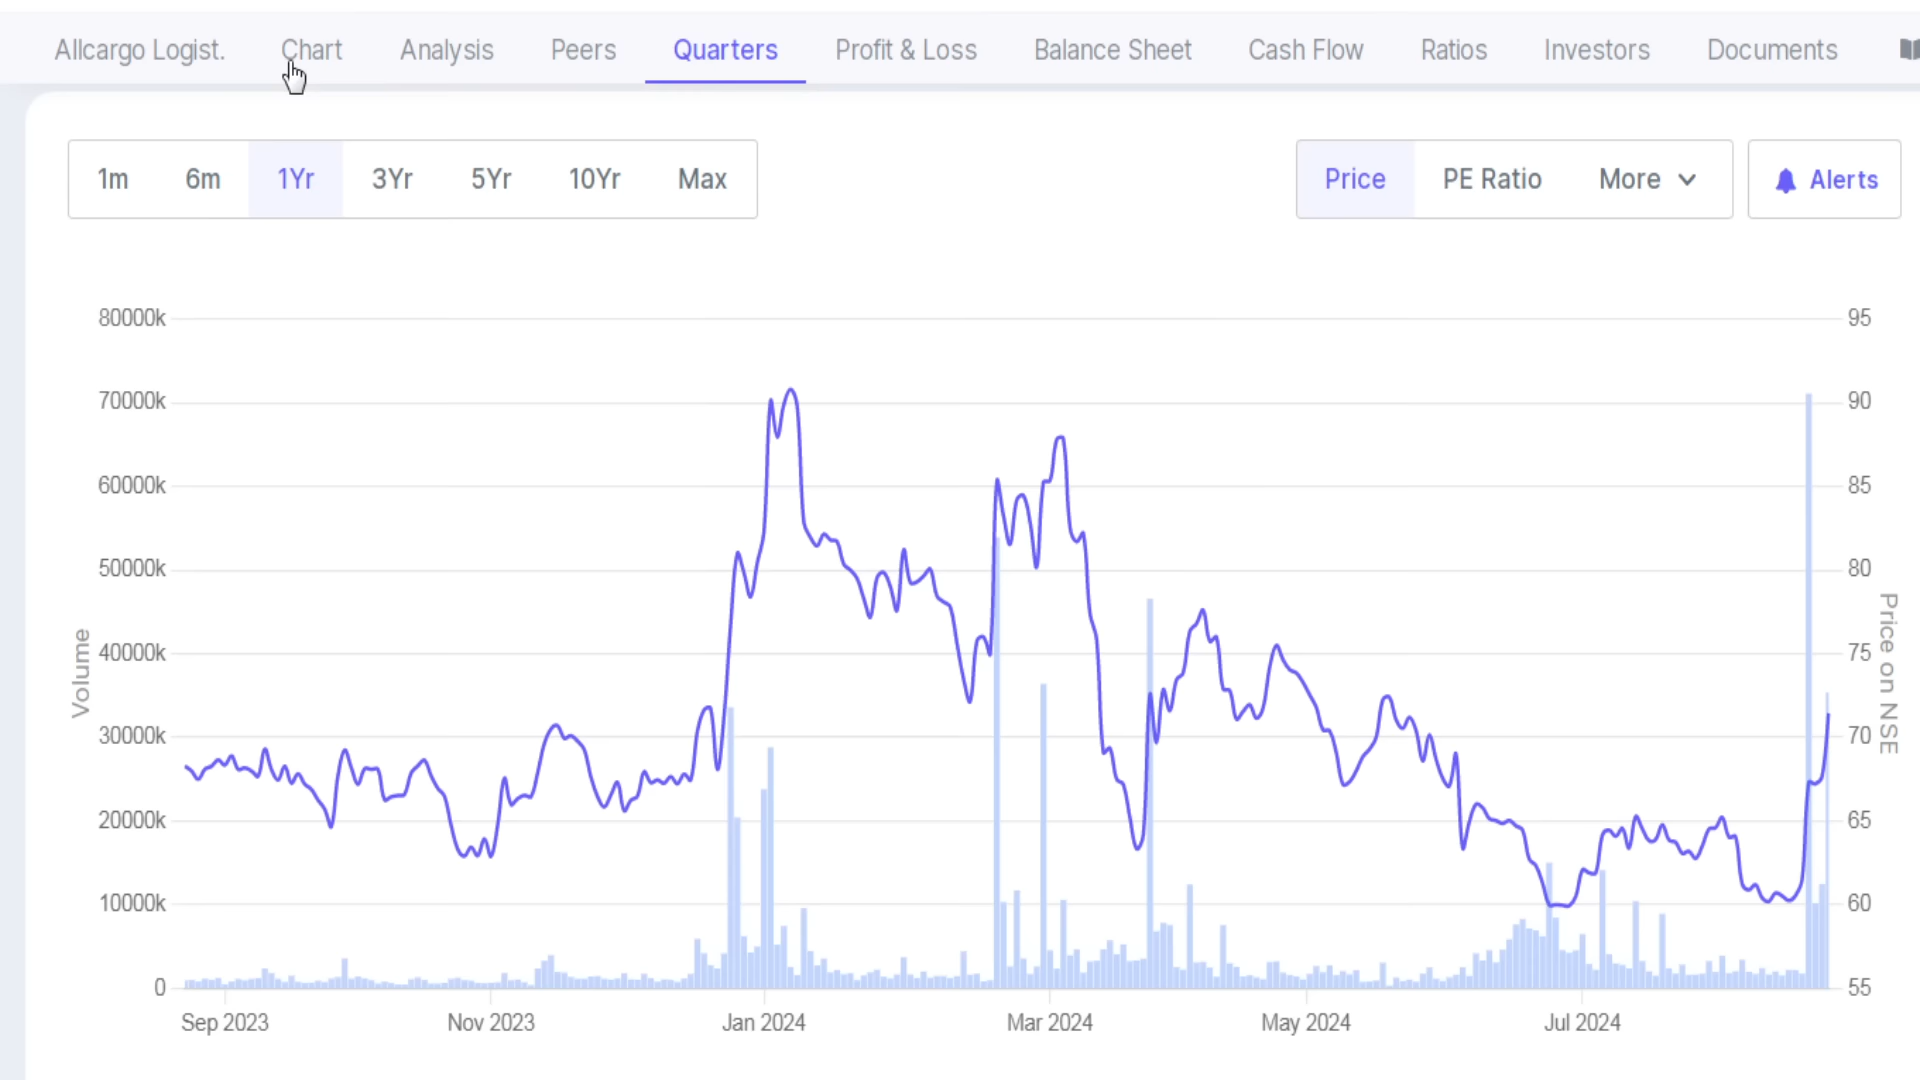 Allcargo Logist. Chart Analysis Peers Quarters Profit & Loss Balance Sheet Cash Flow Ratios Investors Documents
1m 6m 1Yr 3Yr 5Yr 10Yr Max Price PE Ratio More Alerts
80000k 95
70000k 90
60000k 85
50000k 80
40000k 75
30000k 70
20000k 65
10000k 60
0 55
Volume
Price on NSE
Sep 2023 Nov 2023 Jan 2024 Mar 2024 May 2024 Jul 2024